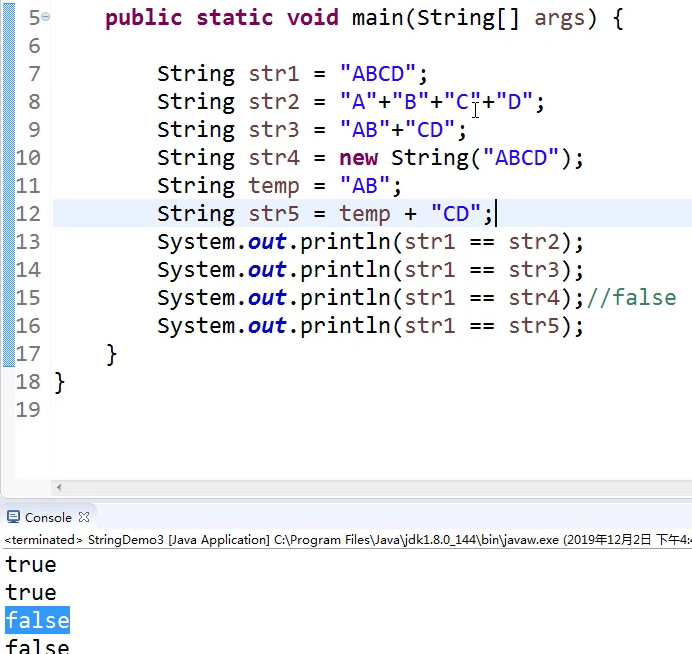 5 public static void main(String[] args) {
6
7 String str1 = "ABCD";
8 String str2 = "A"+"B"+"C"+"D";
9 String str3 = "AB"+"CD";
10 String str4 = new String("ABCD");
11 String temp = "AB";
12 String str5 = temp + "CD";
13 System.out.println(str1 == str2);
14 System.out.println(str1 == str3);
15 System.out.println(str1 == str4);//false
16 System.out.println(str1 == str5);
17 }
18 }
19
Console
<terminated> StringDemo3 [Java Application] C:\Program Files\Java\jdk1.8.0_144\bin\javaw.exe (2019年12月2日 下午4:
true
true
false
false